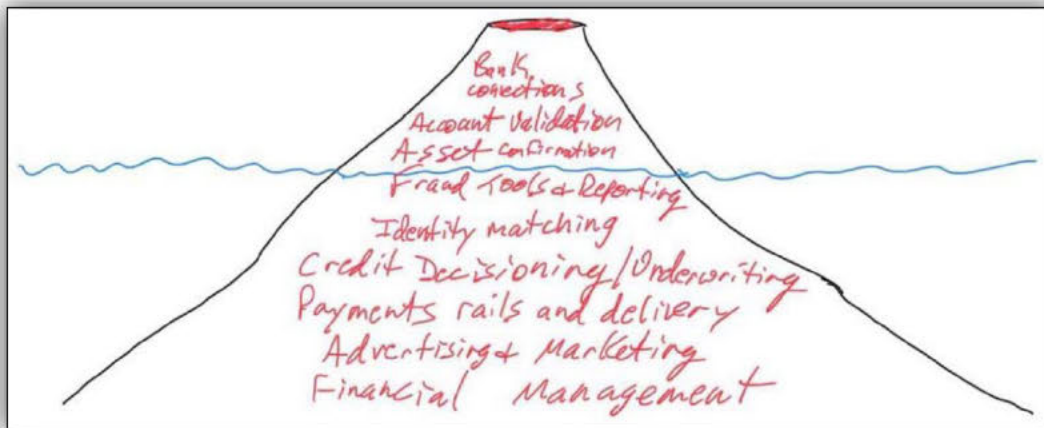 Bank
conections
Account Validation
Asset confirmation
Fraud Tools & Reporting
Identity matching
Credit Decisioning/Underwriting
Payments rails and delivery
Advertising & Marketing
Financial Management